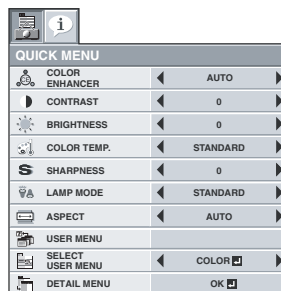 i
QUICK MENU
COLOR
ENHANCER AUTO
CONTRAST 0
BRIGHTNESS 0
COLOR TEMP. STANDARD
SHARPNESS 0
LAMP MODE STANDARD
ASPECT AUTO
USER MENU
SELECT
USER MENU COLOR
DETAIL MENU OK